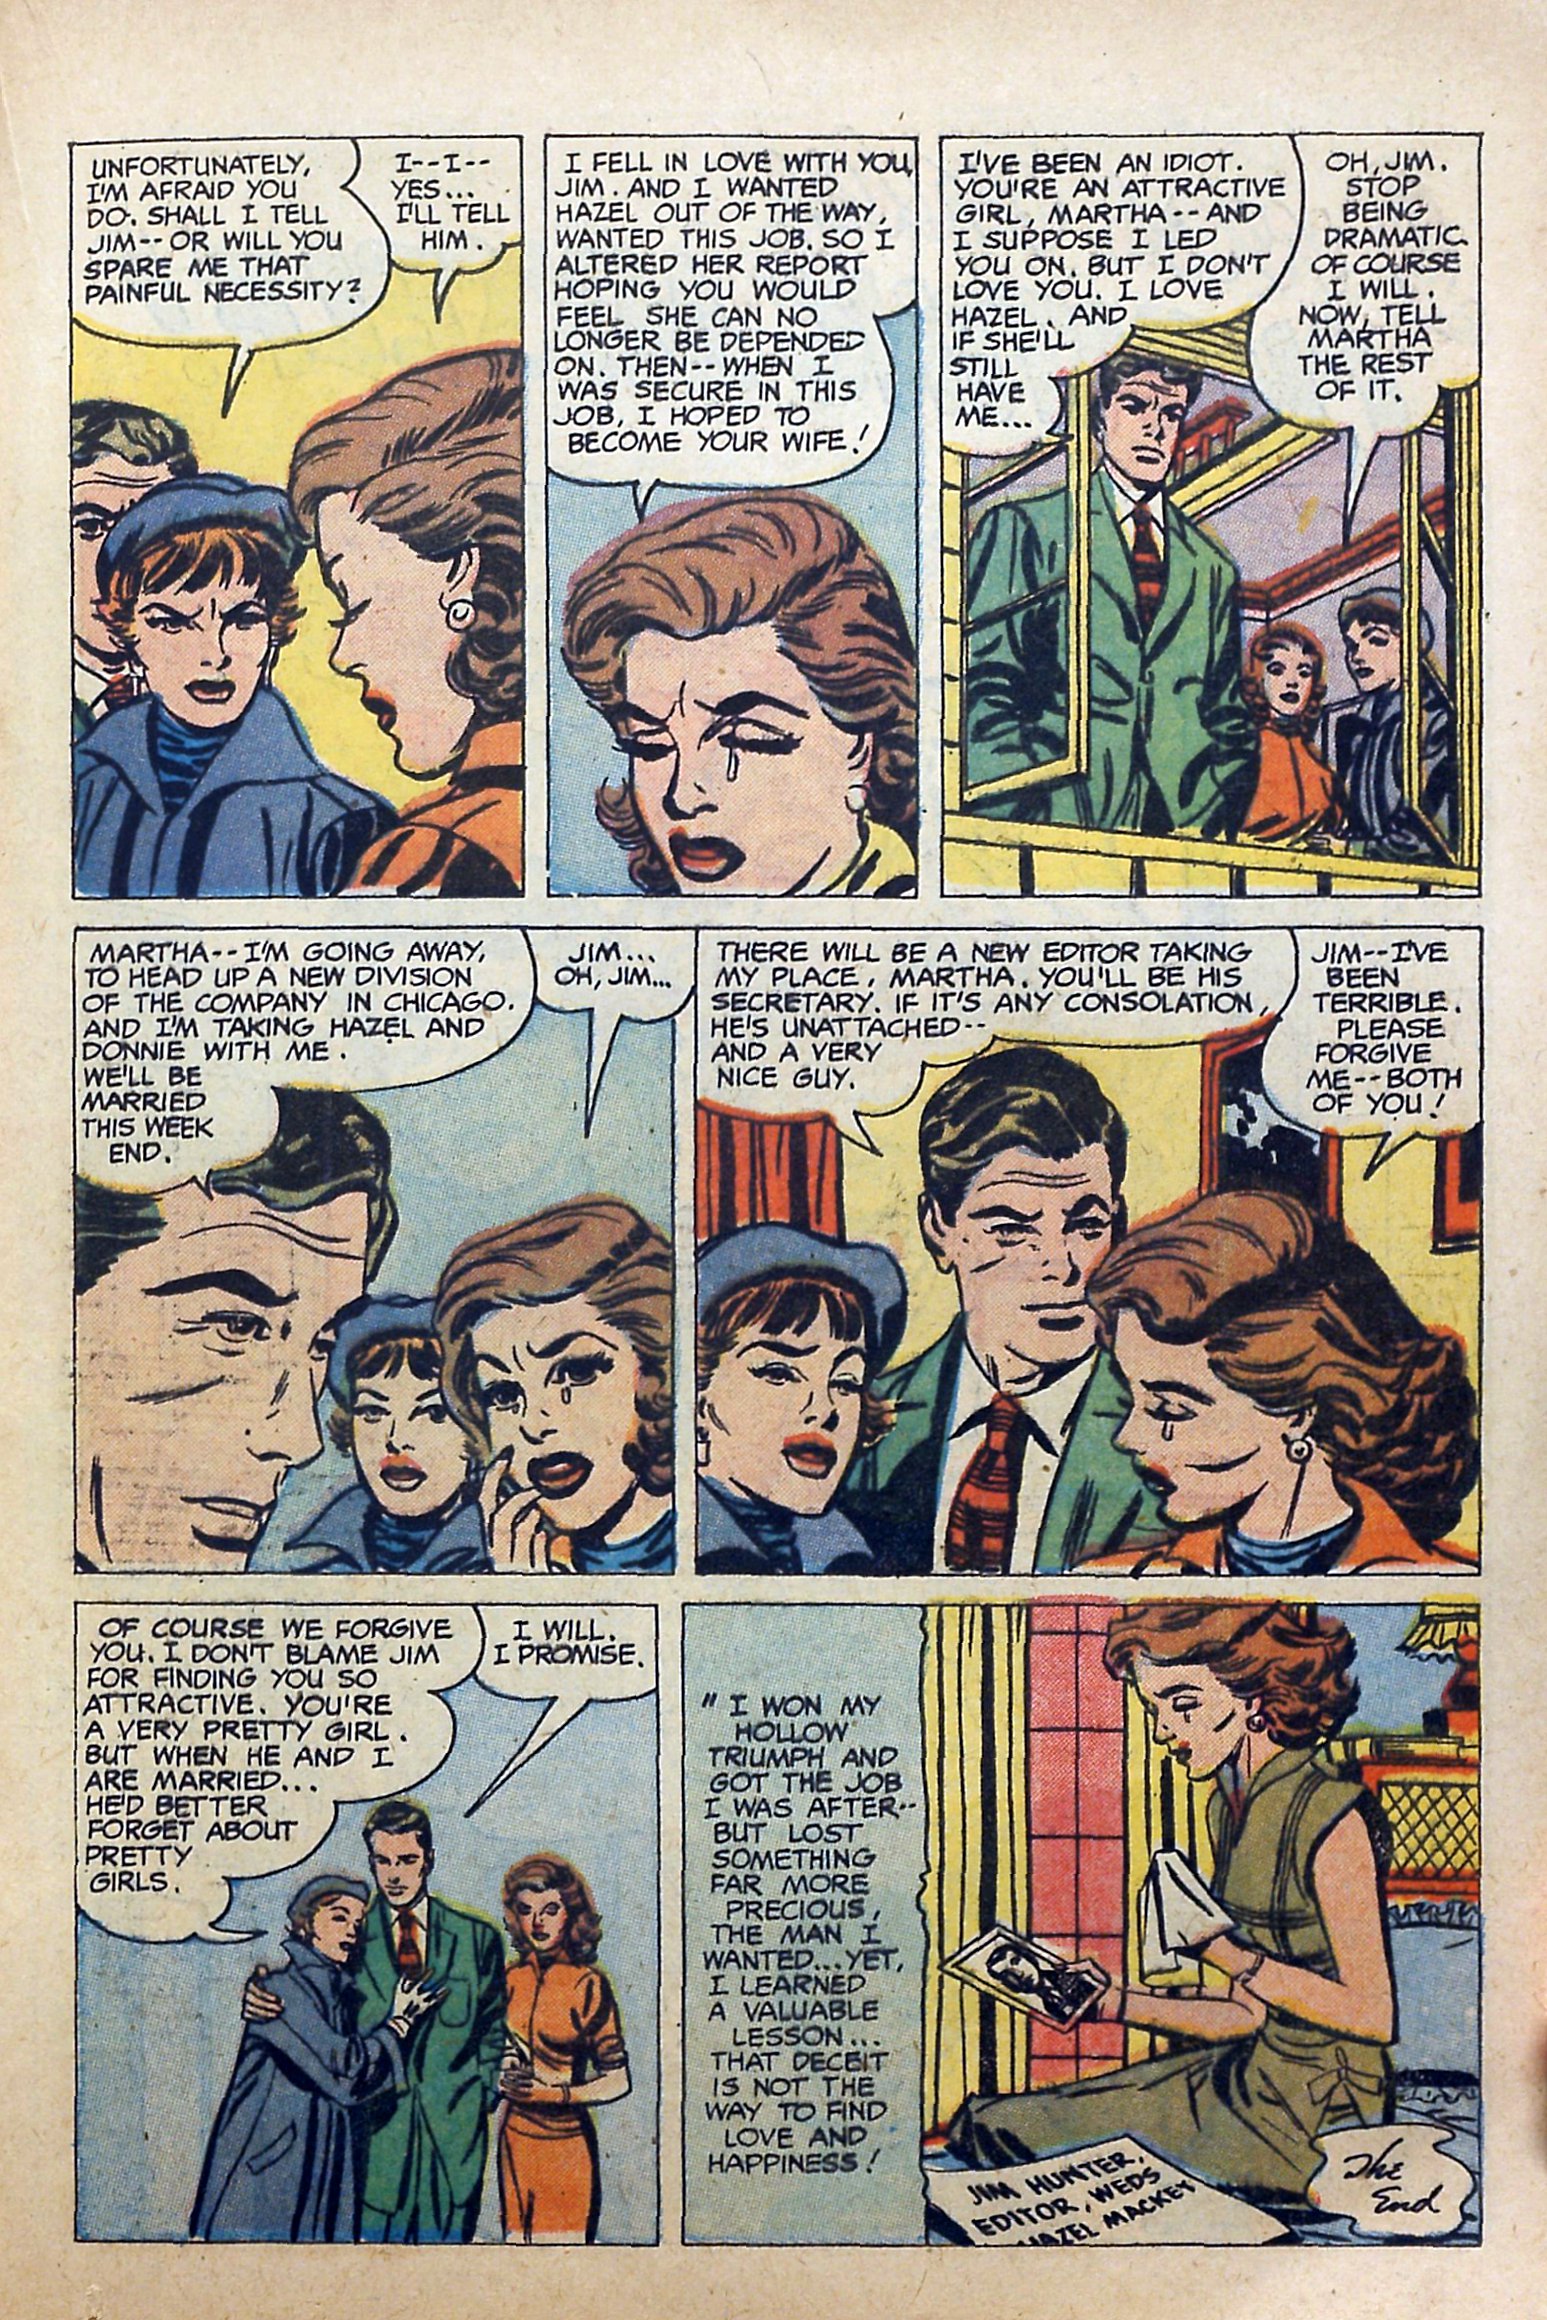 UNFORTUNATELY,
I'M AFRAID YOU
DO. SHALL I TELL
JIM-- OR WILL YOU
SPARE ME THAT
PAINFUL NECESSITY?
I--I--
YES...
I'LL TELL
HIM.
I FELL IN LOVE WITH YOU,
JIM. AND I WANTED
HAZEL OUT OF THE WAY,
WANTED THIS JOB. SO I
ALTERED HER REPORT
HOPING YOU WOULD
FEEL SHE CAN NO
LONGER BE DEPENDED
ON. THEN--WHEN I
WAS SECURE IN THIS
JOB, I HOPED TO
BECOME YOUR WIFE!
I'VE BEEN AN IDIOT.
YOU'RE AN ATTRACTIVE
GIRL, MARTHA-- AND
I SUPPOSE I LED
YOU ON. BUT I DON'T
LOVE YOU. I LOVE
HAZEL. AND
IF SHE'LL
STILL
HAVE
ME...
OH, JIM.
STOP
BEING
DRAMATIC.
OF COURSE
I WILL.
NOW, TELL
MARTHA
THE REST
OF IT.
MARTHA-- I'M GOING AWAY,
TO HEAD UP A NEW DIVISION
OF THE COMPANY IN CHICAGO.
AND I'M TAKING HAZEL AND
DONNIE WITH ME.
WE'LL BE
MARRIED
THIS WEEK
END.
JIM...
OH, JIM...
THERE WILL BE A NEW EDITOR TAKING
MY PLACE, MARTHA. YOU'LL BE HIS
SECRETARY. IF IT'S ANY CONSOLATION,
HE'S UNATTACHED--
AND A VERY
NICE GUY.
JIM--I'VE
BEEN
TERRIBLE.
PLEASE
FORGIVE
ME--BOTH
OF YOU!
OF COURSE WE FORGIVE
YOU. I DON'T BLAME JIM
FOR FINDING YOU SO
ATTRACTIVE. YOU'RE
A VERY PRETTY GIRL.
BUT WHEN HE AND I
ARE MARRIED...
HE'D BETTER
FORGET ABOUT
PRETTY
GIRLS.
I WILL.
I PROMISE.
"I WON MY
HOLLOW
TRIUMPH AND
GOT THE JOB
I WAS AFTER--
BUT LOST
SOMETHING
FAR MORE
PRECIOUS,
THE MAN I
WANTED...YET,
I LEARNED
A VALUABLE
LESSON...
THAT DECEIT
IS NOT THE
WAY TO FIND
LOVE AND
HAPPINESS!
JIM HUNTER,
EDITOR, WEDS
HAZEL MACKEY
The
End